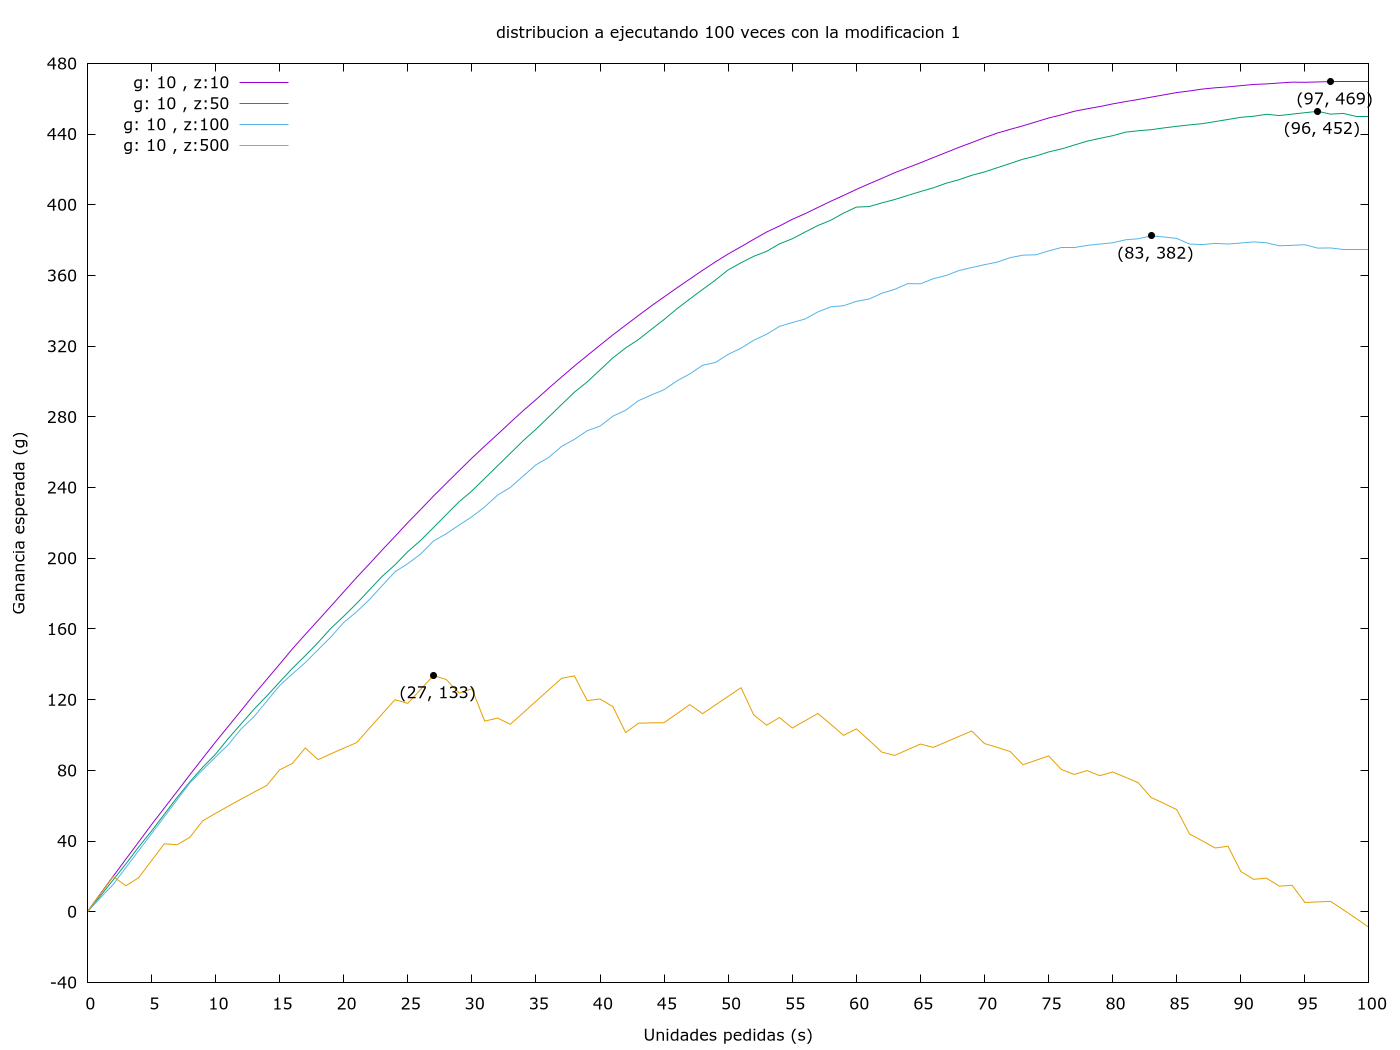 distribucion a ejecutando 100 veces con la modificacion 1
480
440
400
360
320
280
240
200
160
120
80
40
0
-40
g: 10 , z:10
g: 10 , z:50
g: 10 , z:100
g: 10 , z:500
(97, 469)
(96, 452)
(83, 382)
(27, 133)
Ganancia esperada (g)
0 5 10 15 20 25 30 35 40 45 50 55 60 65 70 75 80 85 90 95 100
Unidades pedidas (s)